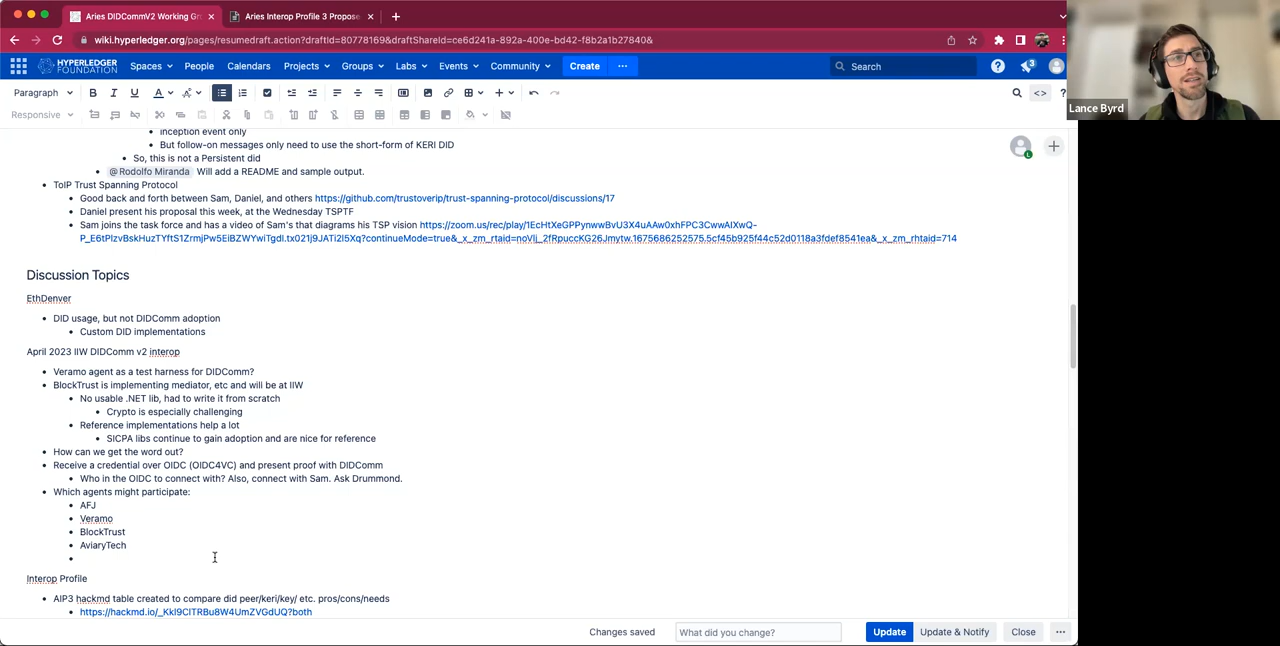 Aries DIDCommV2 Working Gr
Aries Interop Profile 3 Propose
wiki.hyperledger.org/pages/resumedraft.action?draftId=80778169&draftShareId=ce6d241a-892a-400e-bd42-f8b2a1b27840&
HYPERLEDGER FOUNDATION
Spaces People Calendars Projects Groups Labs Events Community Create ··· Search 3
Paragraph B I U A
Responsive
Lance Byrd
inception event only
But follow-on messages only need to use the short-form of KERI DID
So, this is not a Persistent did
@Rodolfo Miranda Will add a README and sample output.
ToIP Trust Spanning Protocol
Good back and forth between Sam, Daniel, and others https://github.com/trustoverip/trust-spanning-protocol/discussions/17
Daniel present his proposal this week, at the Wednesday TSPTF
Sam joins the task force and has a video of Sam's that diagrams his TSP vision https://zoom.us/rec/play/1EcHtXeGPPynwwBvU3X4uAAw0xhFPC3CwwAIXwQ-
P_E6tPlzvBskHuzTYftS1ZrmjPw5EiBZWYwiTgdI.tx021j9JATi2I5Xq?continueMode=true&_x_zm_rtaid=noVlj_2fRpuccKG26Jmytw.1675686252575.5cf45b925f44c52d0118a3fdef8541ea&_x_zm_rhtaid=714
Discussion Topics
EthDenver
DID usage, but not DIDComm adoption
Custom DID implementations
April 2023 IIW DIDComm v2 interop
Veramo agent as a test harness for DIDComm?
BlockTrust is implementing mediator, etc and will be at IIW
No usable .NET lib, had to write it from scratch
Crypto is especially challenging
Reference implementations help a lot
SICPA libs continue to gain adoption and are nice for reference
How can we get the word out?
Receive a credential over OIDC (OIDC4VC) and present proof with DIDComm
Who in the OIDC to connect with? Also, connect with Sam. Ask Drummond.
Which agents might participate:
AFJ
Veramo
BlockTrust
AviaryTech
Interop Profile
AIP3 hackmd table created to compare did peer/keri/key/ etc. pros/cons/needs
https://hackmd.io/_KkI9ClTRBu8W4UmZVGdUQ?both
Changes saved What did you change? Update Update & Notify Close ···